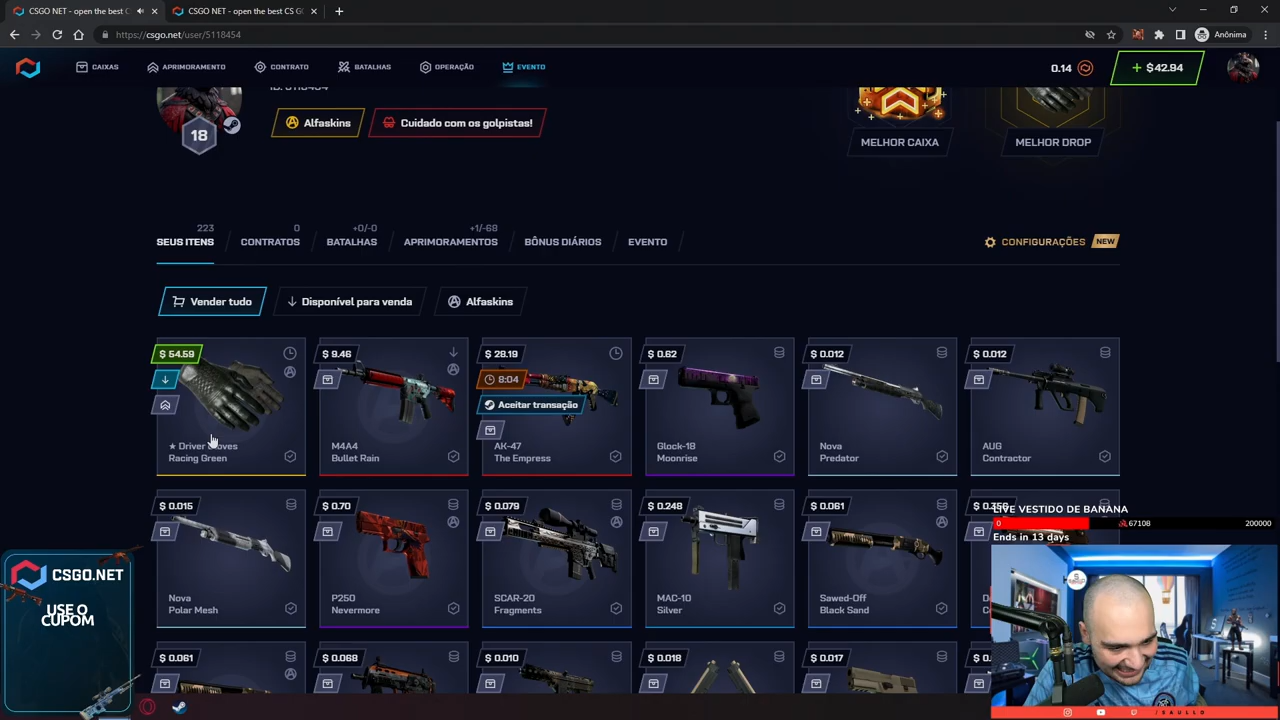 CSGO NET - open the best C
CSGO NET - open the best CS GO
https://csgo.net/user/5118454
Anônima
CAIXAS
APRIMORAMENTO
CONTRATO
BATALHAS
OPERAÇÃO
EVENTO
0.14
+ $42.94
18
Alfaskins
Cuidado com os golpistas!
MELHOR CAIXA
MELHOR DROP
223
SEUS ITENS
0
CONTRATOS
+0/-0
BATALHAS
+1/-68
APRIMORAMENTOS
BÔNUS DIÁRIOS
EVENTO
CONFIGURAÇÕES NEW
Vender tudo
Disponível para venda
Alfaskins
$ 54.59
★ Driver Gloves
Racing Green
$ 9.46
M4A4
Bullet Rain
$ 28.19
8:04
Aceitar transação
AK-47
The Empress
$ 0.62
Glock-18
Moonrise
$ 0.012
Nova
Predator
$ 0.012
AUG
Contractor
$ 0.015
Nova
Polar Mesh
$ 0.70
P250
Nevermore
$ 0.079
SCAR-20
Fragments
$ 0.248
MAC-10
Silver
$ 0.061
Sawed-Off
Black Sand
LIVE VESTIDO DE BANANA
0
67108
200000
Ends in 13 days
CSGO.NET
USE O
CUPOM
$ 0.061
$ 0.068
$ 0.010
$ 0.018
$ 0.017
/SAULLO